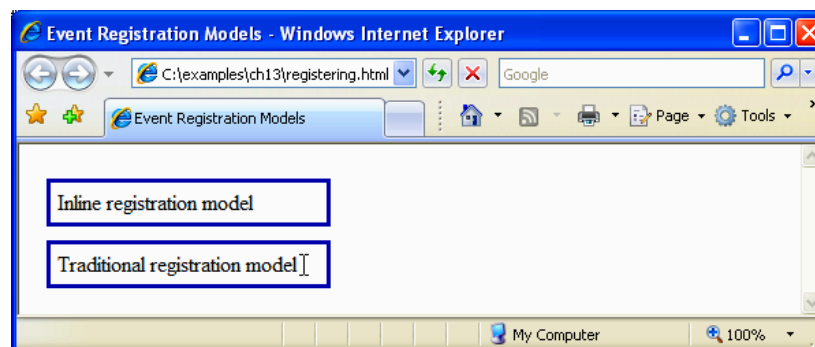 Event Registration Models - Windows Internet Explorer
C:\examples\ch13\registering.html
Google
Event Registration Models
Page
Tools
Inline registration model
Traditional registration model
My Computer
100%